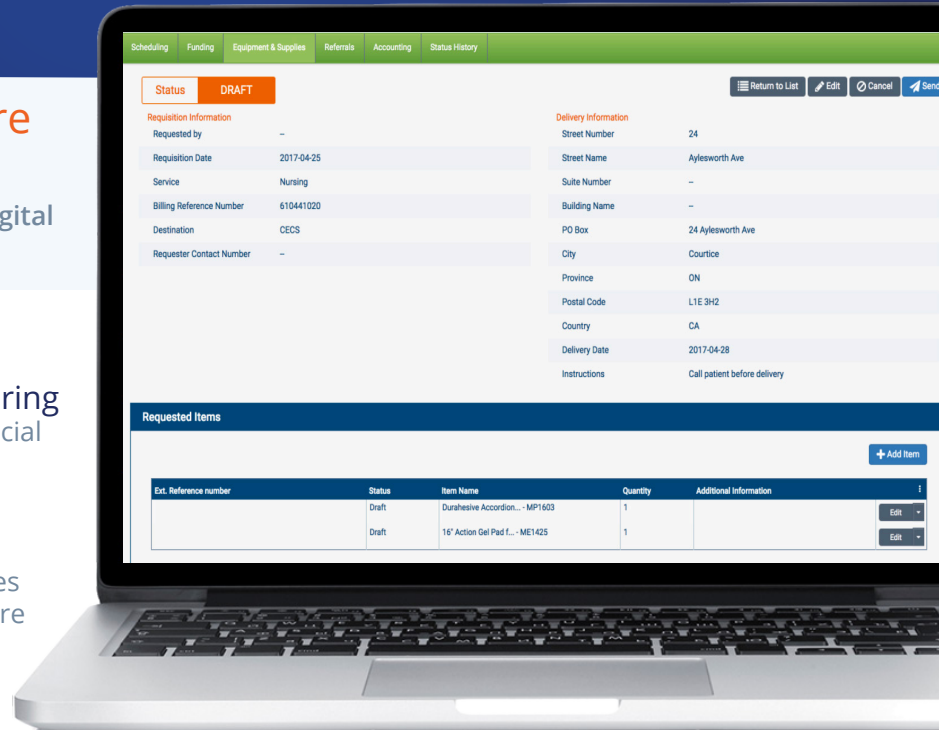 re
gital
ring
cial
es
re
Scheduling Funding Equipment & Supplies Referrals Accounting Status History
Status DRAFT
Return to List Edit Cancel Send
Requisition Information
Requested by –
Requisition Date 2017-04-25
Service Nursing
Billing Reference Number 610441020
Destination CECS
Requester Contact Number –
Delivery Information
Street Number 24
Street Name Aylesworth Ave
Suite Number –
Building Name –
PO Box 24 Aylesworth Ave
City Courtice
Province ON
Postal Code L1E 3H2
Country CA
Delivery Date 2017-04-28
Instructions Call patient before delivery
Requested Items
Add Item
Ext. Reference number Status Item Name Quantity Additional Information
Draft Durahesive Accordion... - MP1603 1 Edit
Draft 16" Action Gel Pad f... - ME1425 1 Edit